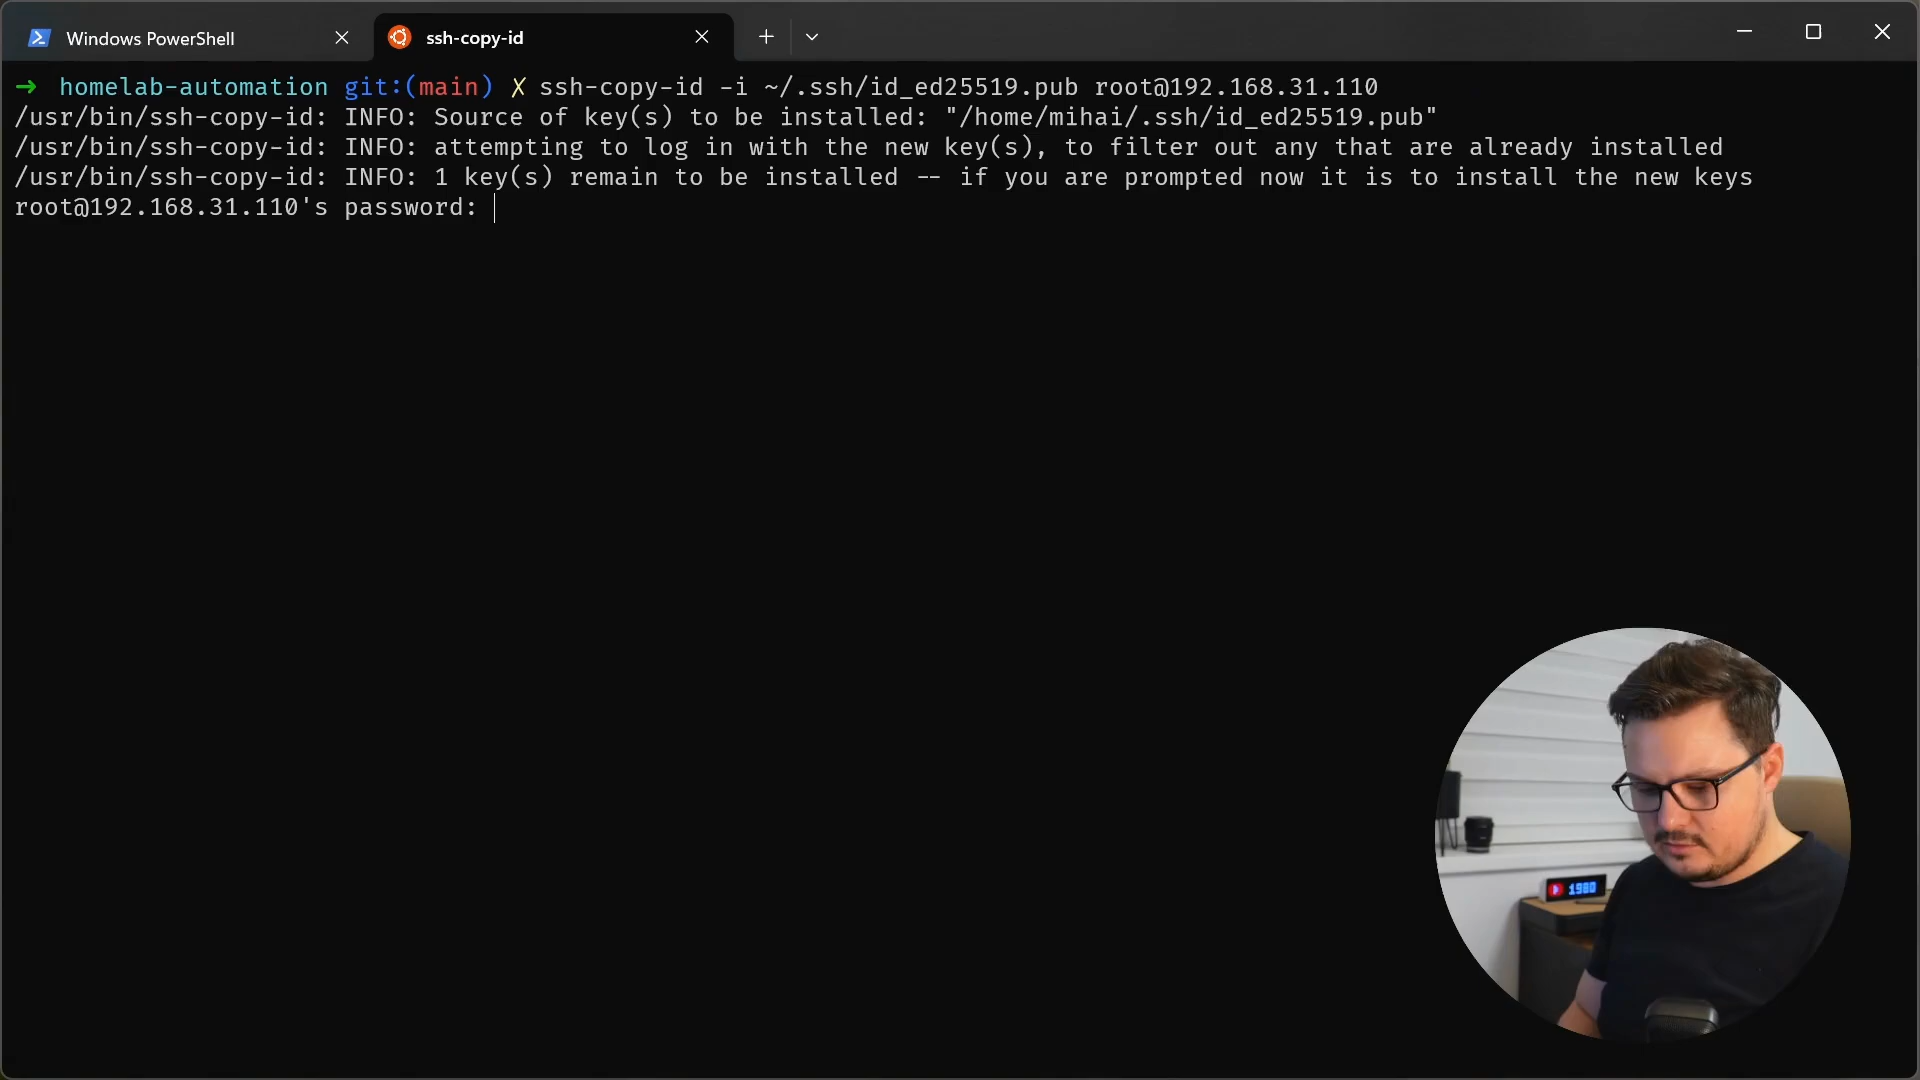 Windows PowerShell
ssh-copy-id
→ homelab-automation git:(main) ✗ ssh-copy-id -i ~/.ssh/id_ed25519.pub root@192.168.31.110
/usr/bin/ssh-copy-id: INFO: Source of key(s) to be installed: "/home/mihai/.ssh/id_ed25519.pub"
/usr/bin/ssh-copy-id: INFO: attempting to log in with the new key(s), to filter out any that are already installed
/usr/bin/ssh-copy-id: INFO: 1 key(s) remain to be installed -- if you are prompted now it is to install the new keys
root@192.168.31.110's password:
1980